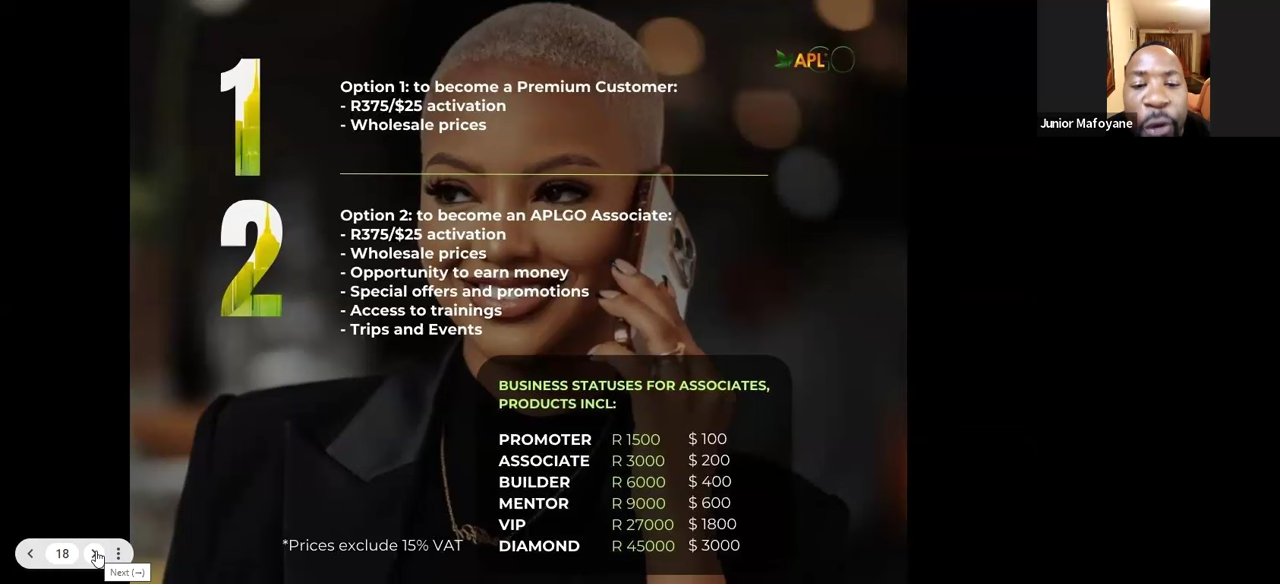 1
Option 1: to become a Premium Customer:
- R375/$25 activation
- Wholesale prices
APLGO
Junior Mafoyane
2
Option 2: to become an APLGO Associate:
- R375/$25 activation
- Wholesale prices
- Opportunity to earn money
- Special offers and promotions
- Access to trainings
- Trips and Events
BUSINESS STATUSES FOR ASSOCIATES,
PRODUCTS INCL:
PROMOTER R 1500 $ 100
ASSOCIATE R 3000 $ 200
BUILDER R 6000 $ 400
MENTOR R 9000 $ 600
VIP R 27000 $ 1800
DIAMOND R 45000 $ 3000
*Prices exclude 15% VAT
18
Next (→)